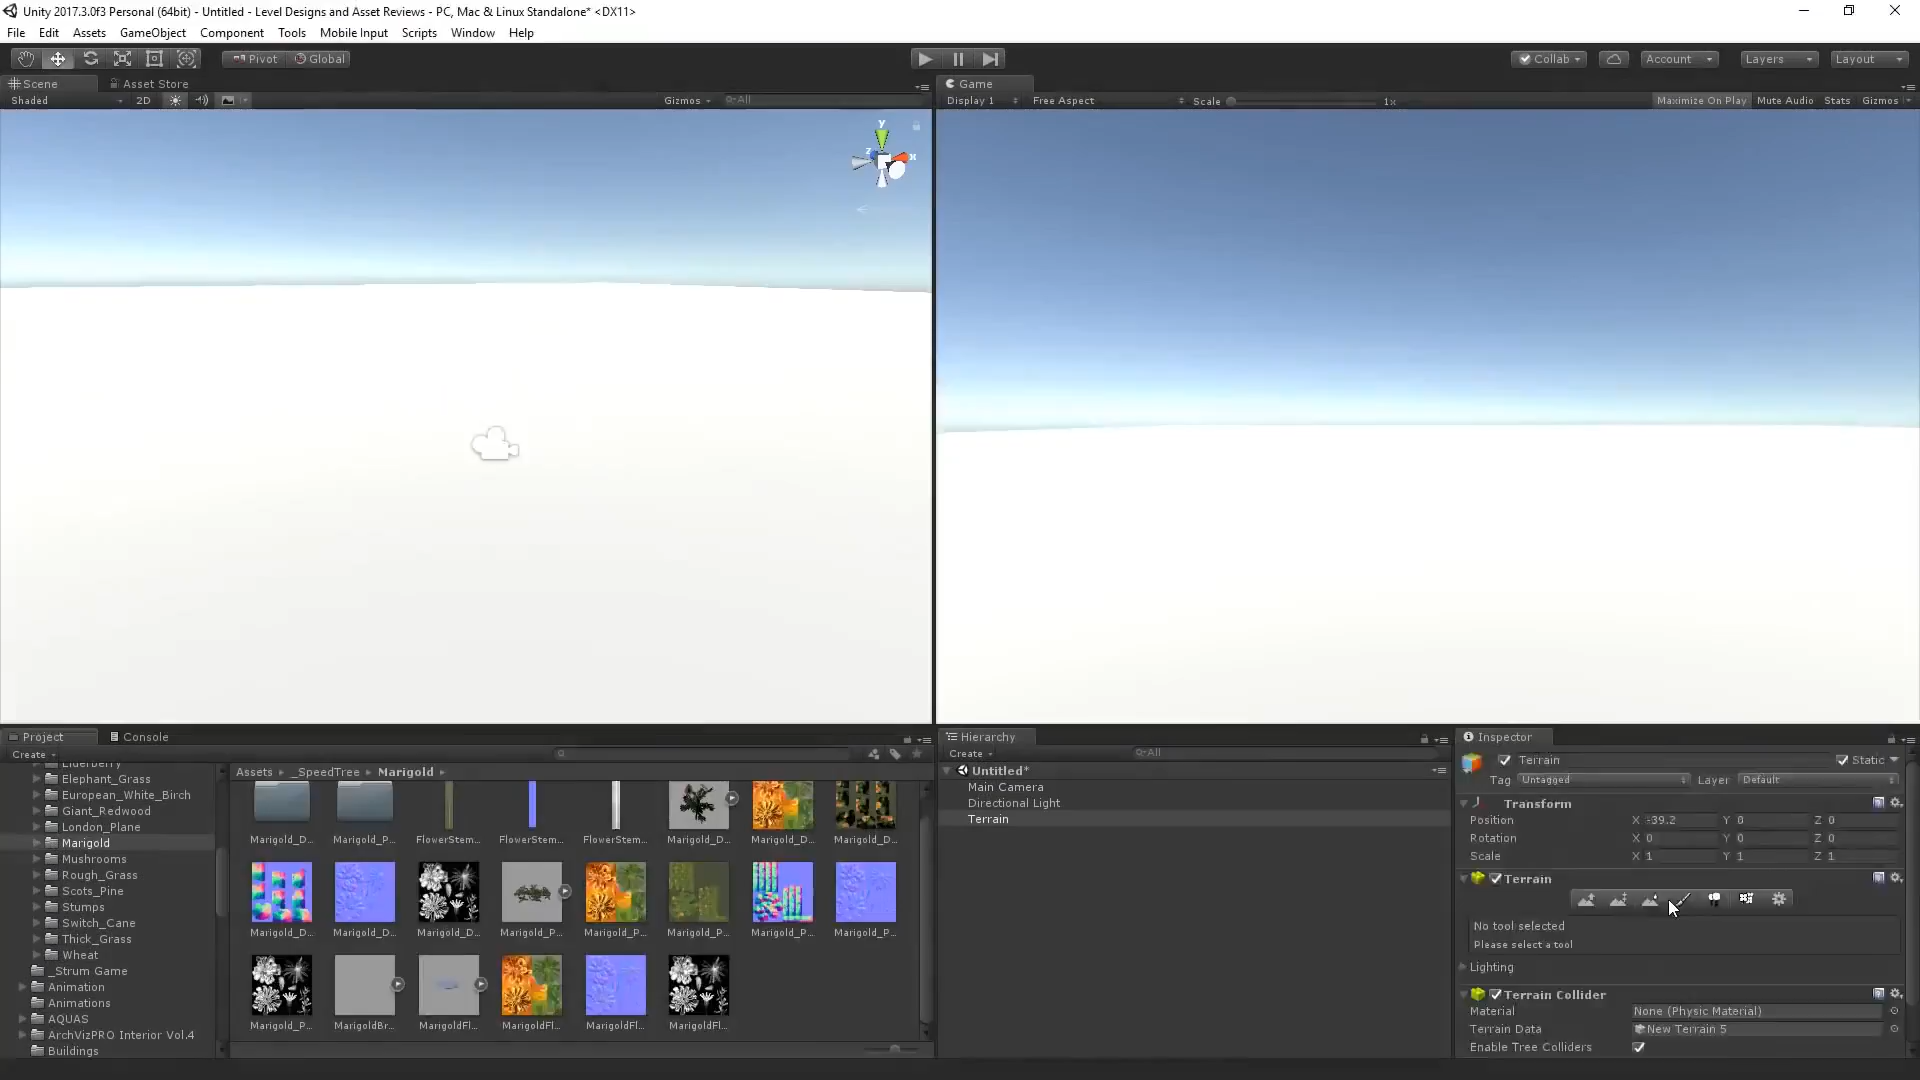 Unity 2017.3.0f3 Personal (64bit) - Untitled - Level Designs and Asset Reviews - PC, Mac & Linux Standalone* <DX11>
File Edit Assets GameObject Component Tools Mobile Input Scripts Window Help
Pivot Global Collab Account Layers Layout
Scene Asset Store Game
Shaded 2D Gizmos All Display 1 Free Aspect Scale 1x Maximize On Play Mute Audio Stats Gizmos
y
z x
Project Console
Create
Elderberry
Elephant_Grass
European_White_Birch
Giant_Redwood
London_Plane
Marigold
Mushrooms
Rough_Grass
Scots_Pine
Stumps
Switch_Cane
Thick_Grass
Wheat
_Strum Game
Animation
Animations
AQUAS
ArchVizPRO Interior Vol.4
Buildings
Assets _SpeedTree Marigold
Marigold_D... Marigold_P... FlowerStem... FlowerStem... FlowerStem... Marigold_D... Marigold_D... Marigold_D...
Marigold_D... Marigold_D... Marigold_D... Marigold_P... Marigold_P... Marigold_P... Marigold_P... Marigold_P...
Marigold_P... MarigoldBr... MarigoldFl... MarigoldFl... MarigoldFl... MarigoldFl...
Hierarchy
Create All
Untitled*
Main Camera
Directional Light
Terrain
Inspector
Terrain Static
Tag Untagged Layer Default
Transform
Position X -39.2 Y 0 Z 0
Rotation X 0 Y 0 Z 0
Scale X 1 Y 1 Z 1
Terrain
No tool selected
Please select a tool
Lighting
Terrain Collider
Material None (Physic Material)
Terrain Data New Terrain 5
Enable Tree Colliders